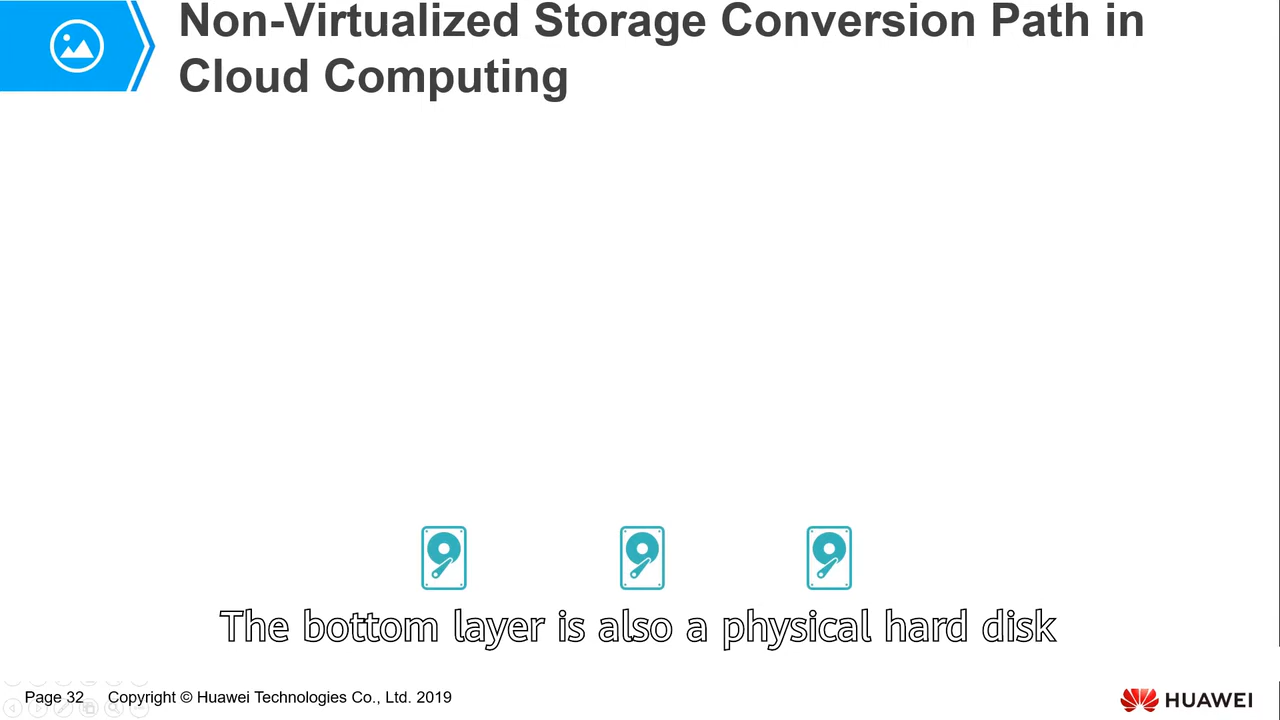 Non-Virtualized Storage Conversion Path in
Cloud Computing
The bottom layer is also a physical hard disk
Page 32 Copyright © Huawei Technologies Co., Ltd. 2019
HUAWEI